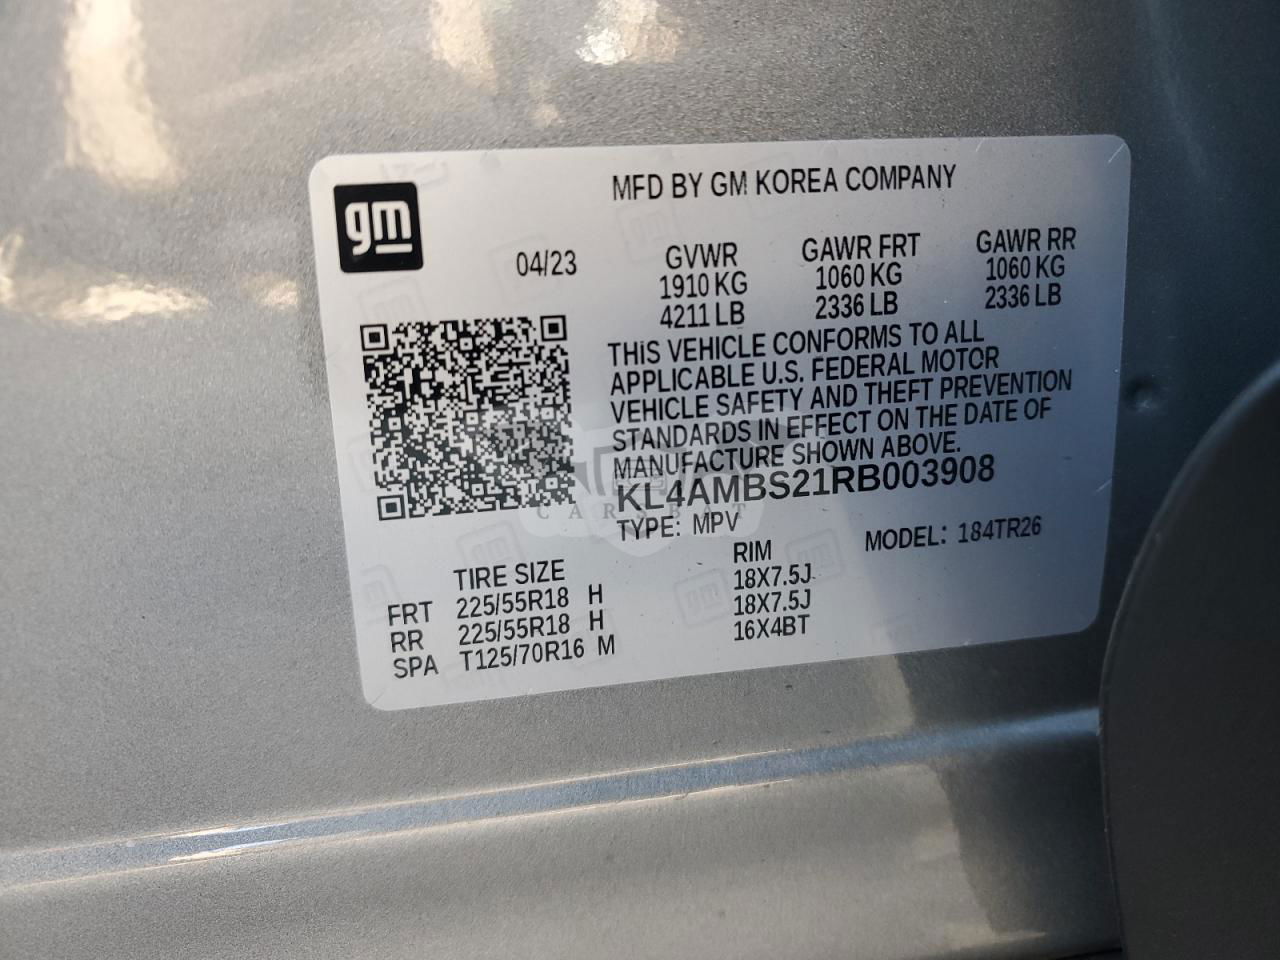 gm
MFD BY GM KOREA COMPANY
04/23
GVWR GAWR FRT GAWR RR
1910 KG 1060 KG 1060 KG
4211 LB 2336 LB 2336 LB
THIS VEHICLE CONFORMS TO ALL
APPLICABLE U.S. FEDERAL MOTOR
VEHICLE SAFETY AND THEFT PREVENTION
STANDARDS IN EFFECT ON THE DATE OF
MANUFACTURE SHOWN ABOVE.
KL4AMBS21RB003908
TYPE: MPV
MODEL: 184TR26
TIRE SIZE RIM
FRT 225/55R18 H 18X7.5J
RR 225/55R18 H 18X7.5J
SPA T125/70R16 M 16X4BT